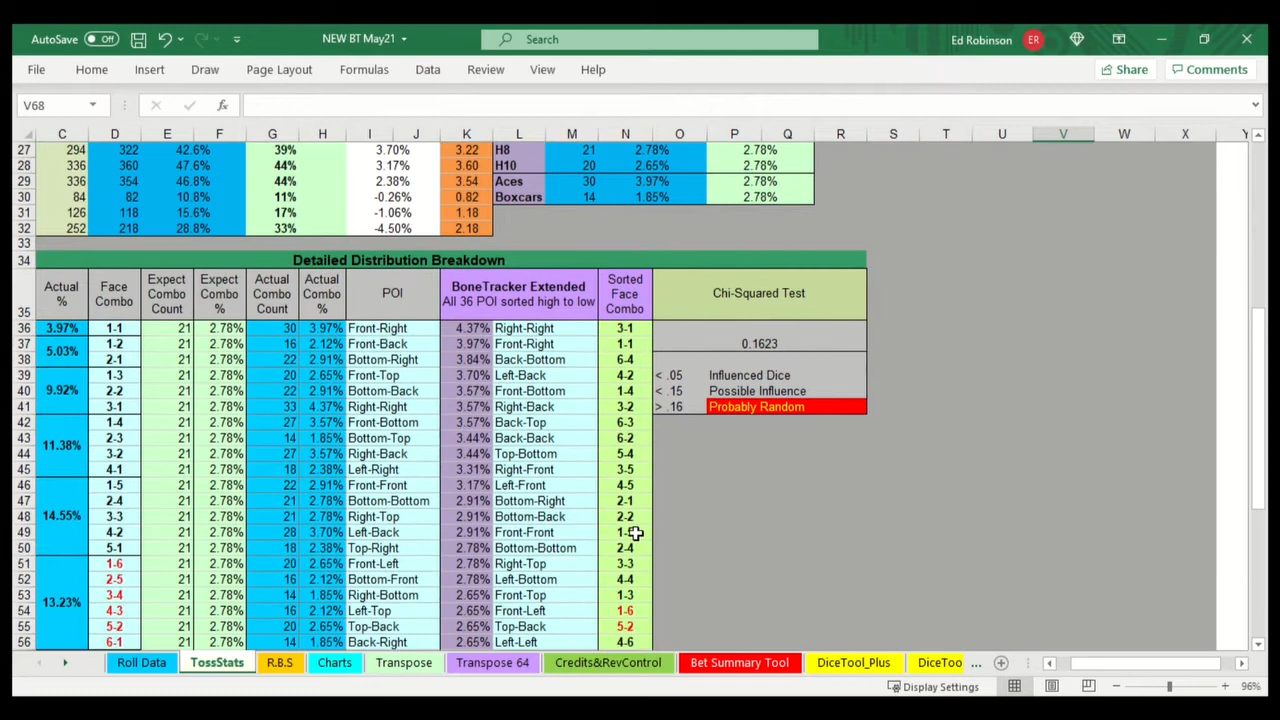 AutoSave Off NEW BT May21 Search Ed Robinson ER
File Home Insert Draw Page Layout Formulas Data Review View Help Share Comments
V68 fx
C D E F G H I J K L M N O P Q R S T U V W X Y
27 294 322 42.6% 39% 3.70% 3.22 H8 21 2.78% 2.78%
28 336 360 47.6% 44% 3.17% 3.60 H10 20 2.65% 2.78%
29 336 354 46.8% 44% 2.38% 3.54 Aces 30 3.97% 2.78%
30 84 82 10.8% 11% -0.26% 0.82 Boxcars 14 1.85% 2.78%
31 126 118 15.6% 17% -1.06% 1.18
32 252 218 28.8% 33% -4.50% 2.18
33
34 Detailed Distribution Breakdown
35 Actual % Face Combo Expect Combo Count Expect Combo % Actual Combo Count Actual Combo % POI BoneTracker Extended All 36 POI sorted high to low Sorted Face Combo Chi-Squared Test
36 3.97% 1-1 21 2.78% 30 3.97% Front-Right 4.37% Right-Right 3-1
37 5.03% 1-2 21 2.78% 16 2.12% Front-Back 3.97% Front-Right 1-1 0.1623
38 2-1 21 2.78% 22 2.91% Bottom-Right 3.84% Back-Bottom 6-4
39 9.92% 1-3 21 2.78% 20 2.65% Front-Top 3.70% Left-Back 4-2 < .05 Influenced Dice
40 2-2 21 2.78% 22 2.91% Bottom-Back 3.57% Front-Bottom 1-4 < .15 Possible Influence
41 3-1 21 2.78% 33 4.37% Right-Right 3.57% Right-Back 3-2 > .16 Probably Random
42 11.38% 1-4 21 2.78% 27 3.57% Front-Bottom 3.57% Back-Top 6-3
43 2-3 21 2.78% 14 1.85% Bottom-Top 3.44% Back-Back 6-2
44 3-2 21 2.78% 27 3.57% Right-Back 3.44% Top-Bottom 5-4
45 4-1 21 2.78% 18 2.38% Left-Right 3.31% Right-Front 3-5
46 14.55% 1-5 21 2.78% 22 2.91% Front-Front 3.17% Left-Front 4-5
47 2-4 21 2.78% 21 2.78% Bottom-Bottom 2.91% Bottom-Right 2-1
48 3-3 21 2.78% 21 2.78% Right-Top 2.91% Bottom-Back 2-2
49 4-2 21 2.78% 28 3.70% Left-Back 2.91% Front-Front
50 5-1 21 2.78% 18 2.38% Top-Right 2.78% Bottom-Bottom 2-4
51 13.23% 1-6 21 2.78% 20 2.65% Front-Left 2.78% Right-Top 3-3
52 2-5 21 2.78% 16 2.12% Bottom-Front 2.78% Left-Bottom 4-4
53 3-4 21 2.78% 14 1.85% Right-Bottom 2.65% Front-Top 1-3
54 4-3 21 2.78% 16 2.12% Left-Top 2.65% Front-Left 1-6
55 5-2 21 2.78% 20 2.65% Top-Back 2.65% Top-Back 5-2
56 6-1 21 2.78% 14 1.85% Back-Right 2.65% Left-Left 4-6
Roll Data TossStats R.B.S Charts Transpose Transpose 64 Credits&RevControl Bet Summary Tool DiceTool_Plus DiceToo ...
Display Settings 96%